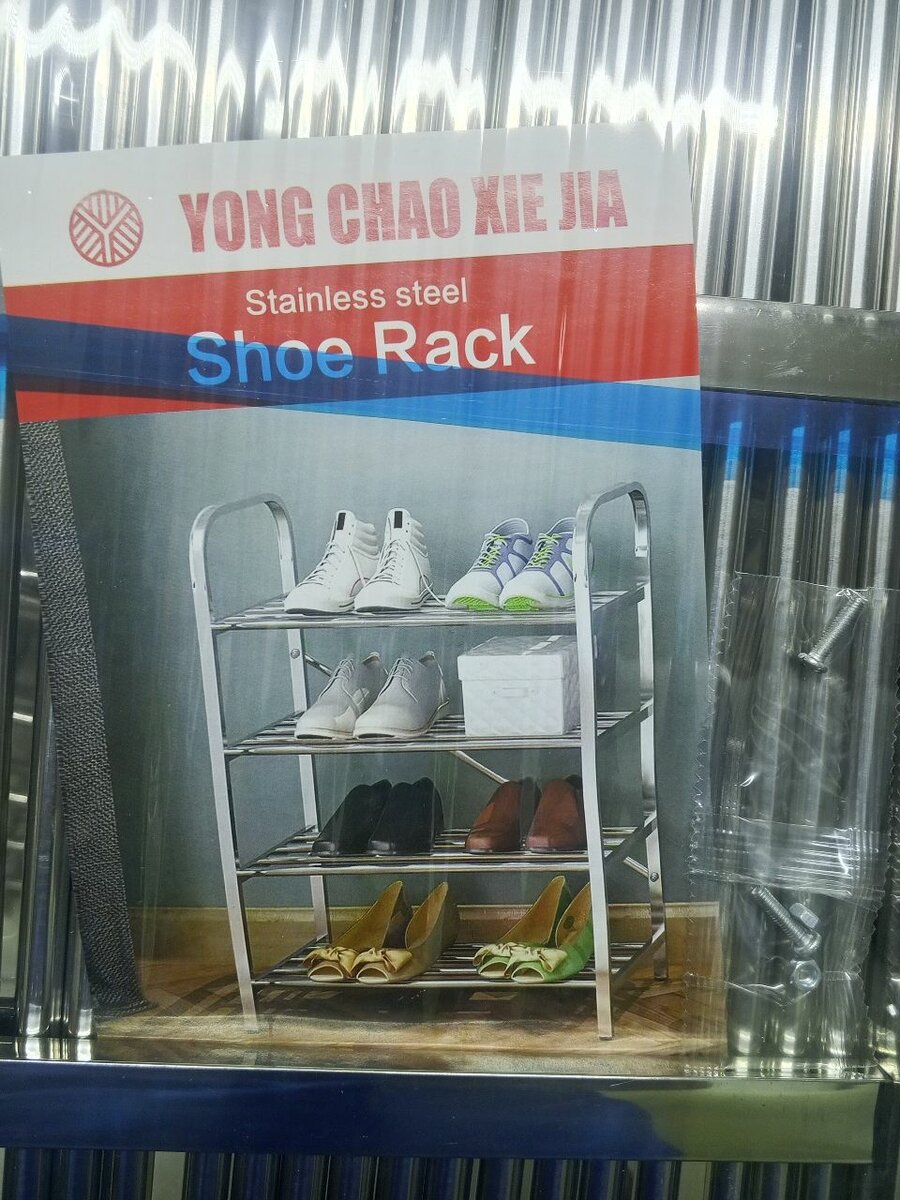 YONG CHAO XIE JIA
Stainless steel
Shoe Rack